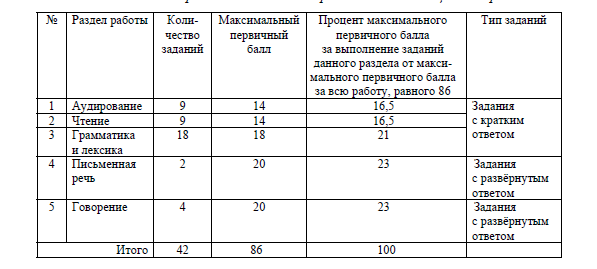 № Раздел работы Коли- Максимальный Процент максимального Тип заданий
чество первичный первичного балла
заданий балл за выполнение заданий
данного раздела от макси-
мального первичного балла
за всю работу, равного 86
1 Аудирование 9 14 16,5 Задания
2 Чтение 9 14 16,5 с кратким
3 Грамматика 18 18 21 ответом
и лексика
4 Письменная 2 20 23 Задания
речь с развёрнутым
ответом
5 Говорение 4 20 23 Задания
с развёрнутым
ответом
Итого 42 86 100